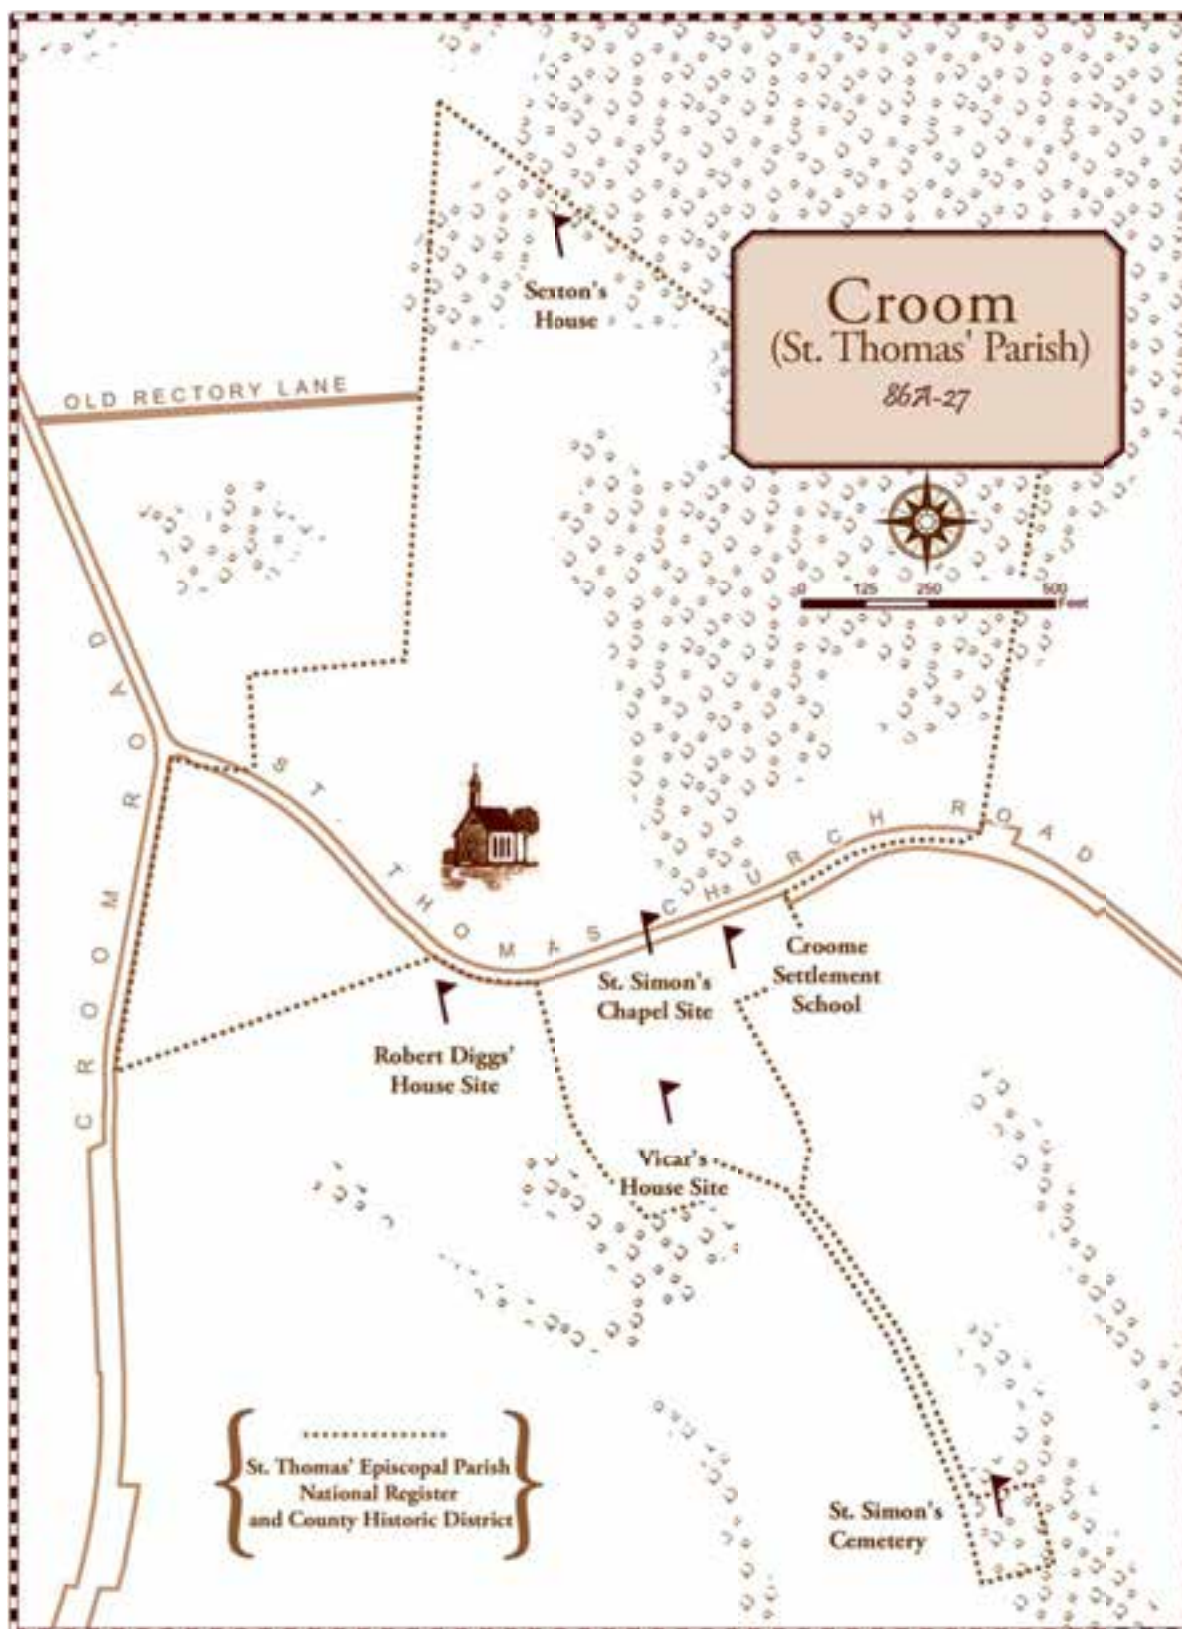 Sexton's
House
Croom
(St. Thomas' Parish)
86A-27
OLD RECTORY LANE
0 125 250 500
Feet
CROOM ROAD
ST THOMAS CHURCH ROAD
Croome
Settlement
School
St. Simon's
Chapel Site
Robert Diggs'
House Site
Vicar's
House Site
St. Thomas' Episcopal Parish
National Register
and County Historic District
St. Simon's
Cemetery